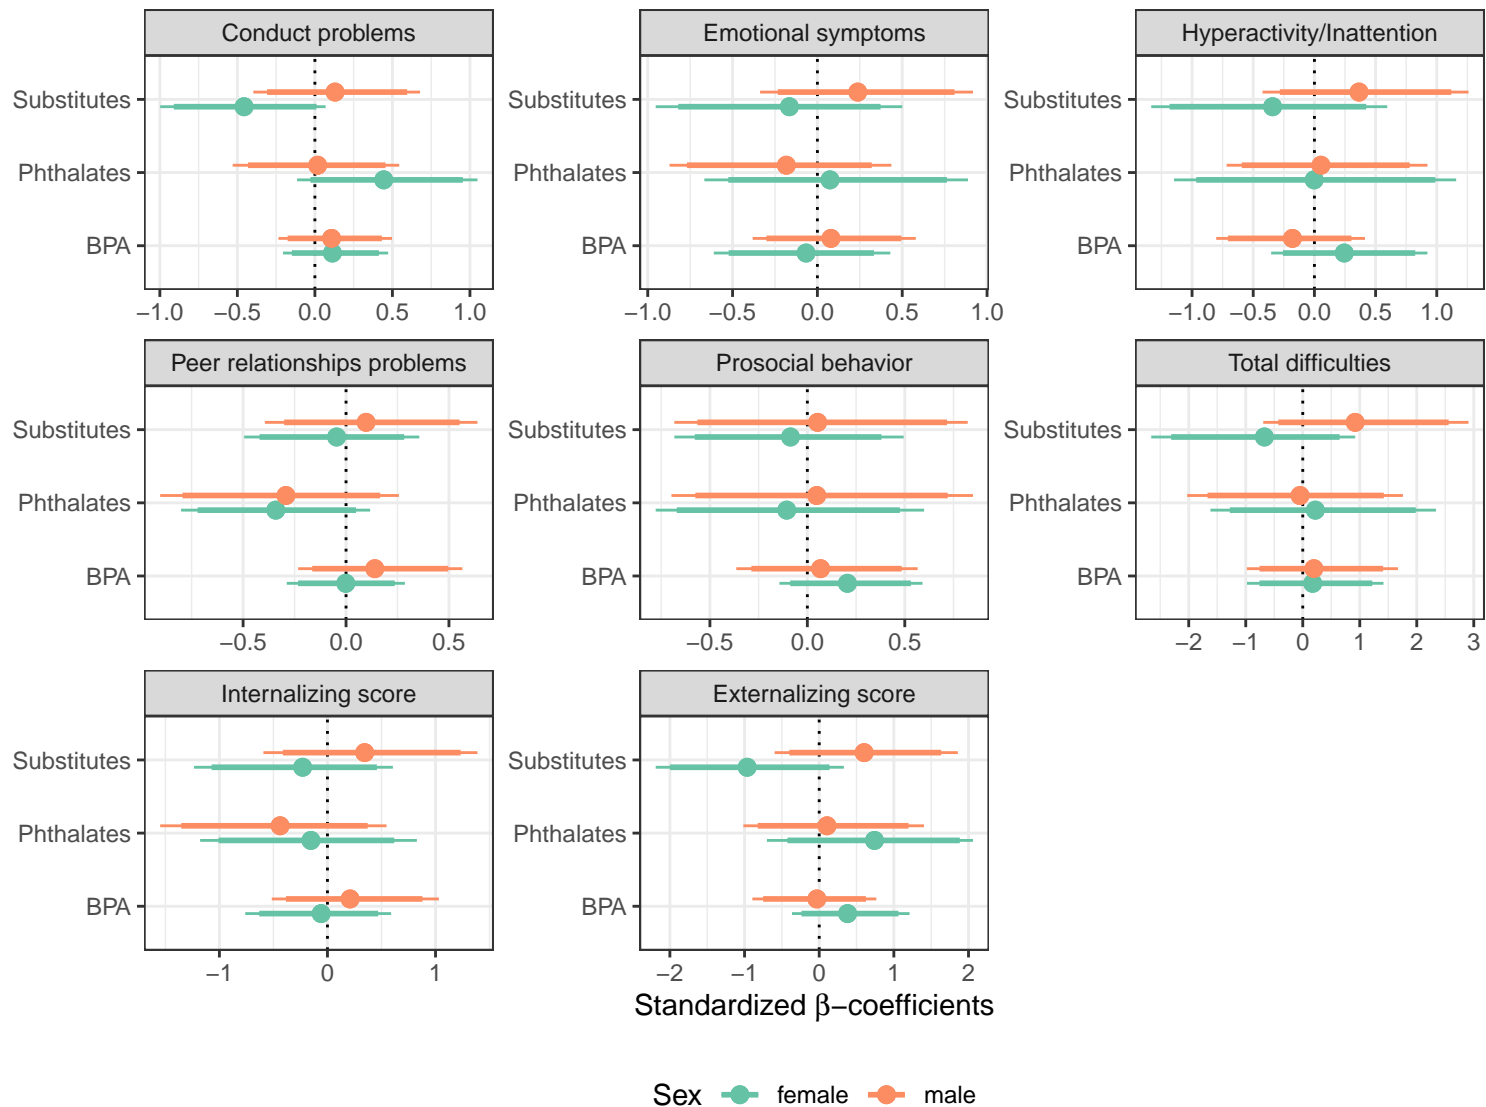 Conduct problems
Emotional symptoms
Hyperactivity/Inattention
Substitutes
Phthalates
BPA
−1.0 −0.5 0.0 0.5 1.0
Substitutes
Phthalates
BPA
−1.0 −0.5 0.0 0.5 1.0
Substitutes
Phthalates
BPA
−1.0 −0.5 0.0 0.5 1.0
Peer relationships problems
Prosocial behavior
Total difficulties
Substitutes
Phthalates
BPA
−0.5 0.0 0.5
Substitutes
Phthalates
BPA
−0.5 0.0 0.5
Substitutes
Phthalates
BPA
−2 −1 0 1 2 3
Internalizing score
Externalizing score
Substitutes
Phthalates
BPA
−1 0 1
Substitutes
Phthalates
BPA
−2 −1 0 1 2
Standardized β−coefficients
Sex female male